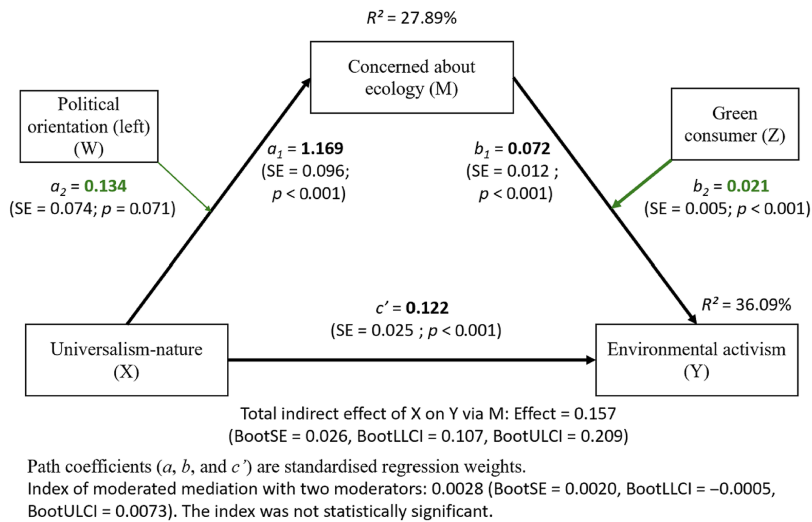 R² = 27.89%
Concerned about
ecology (M)
Political
orientation (left)
(W)
Green
consumer (Z)
a₁ = 1.169
(SE = 0.096;
p < 0.001)
b₁ = 0.072
(SE = 0.012 ;
p < 0.001)
a₂ = 0.134
(SE = 0.074; p = 0.071)
b₂ = 0.021
(SE = 0.005; p < 0.001)
c’ = 0.122
(SE = 0.025 ; p < 0.001)
R² = 36.09%
Universalism-nature
(X)
Environmental activism
(Y)
Total indirect effect of X on Y via M: Effect = 0.157
(BootSE = 0.026, BootLLCI = 0.107, BootULCI = 0.209)
Path coefficients (a, b, and c’) are standardised regression weights.
Index of moderated mediation with two moderators: 0.0028 (BootSE = 0.0020, BootLLCI = −0.0005,
BootULCI = 0.0073). The index was not statistically significant.